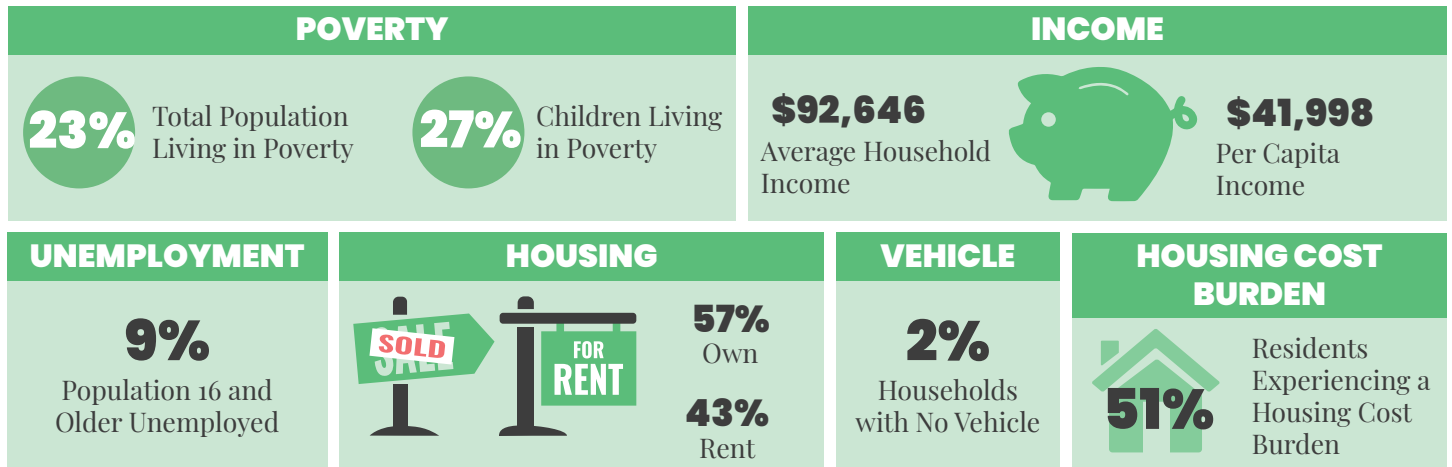 POVERTY
23%
Total Population
Living in Poverty
27%
Children Living
in Poverty
INCOME
$92,646
Average Household
Income
$41,998
Per Capita
Income
UNEMPLOYMENT
9%
Population 16 and
Older Unemployed
HOUSING
SALE
SOLD
FOR
RENT
57%
Own
43%
Rent
VEHICLE
2%
Households
with No Vehicle
HOUSING COST
BURDEN
51%
Residents
Experiencing a
Housing Cost
Burden